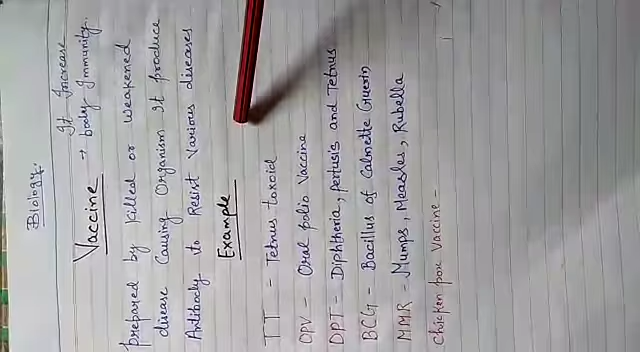 Biology.
It Increase
Vaccine → body Immunity.
prepared by killed or weakened
disease Causing Organism It produce
Antibody to Resist Various diseases
Example
TT - Tetnus toxoid
OPV - Oral polio Vaccine
DPT - Diphtheria, pertusis and Tetnus
BCG - Bacillus of Calmette Guerin
MMR - Mumps, Measles, Rubella
Chicken pox Vaccine -